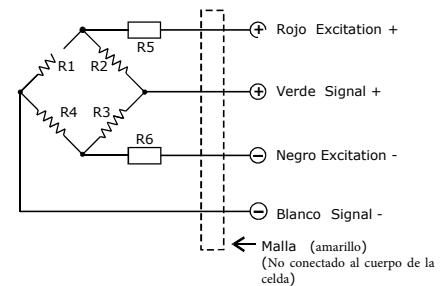 Rojo Excitation +
R5
R1 R2
Verde Signal +
R4 R3
R6
Negro Excitation -
Blanco Signal -
Malla (amarillo)
(No conectado al cuerpo de la
celda)